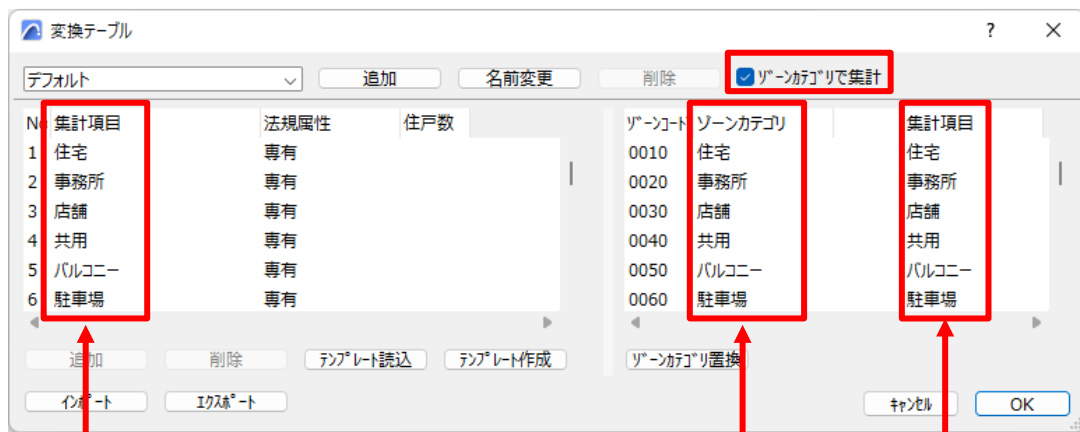 変換テーブル ?
デフォルト 追加 名前変更 削除 ｿﾞｰﾝｶﾃｺﾞﾘで集計
No 集計項目 法規属性 住戸数 ｿﾞｰﾝｺｰﾄﾞ ゾーンカテゴリ 集計項目
1 住宅 専有 0010 住宅 住宅
2 事務所 専有 0020 事務所 事務所
3 店舗 専有 0030 店舗 店舗
4 共用 専有 0040 共用 共用
5 バルコニー 専有 0050 バルコニー バルコニー
6 駐車場 専有 0060 駐車場 駐車場
追加 削除 ﾃﾝﾌﾟﾚｰﾄ読込 ﾃﾝﾌﾟﾚｰﾄ作成 ｿﾞｰﾝｶﾃｺﾞﾘ置換
ｲﾝﾎﾟｰﾄ ｴｸｽﾎﾟｰﾄ ｷｬﾝｾﾙ OK